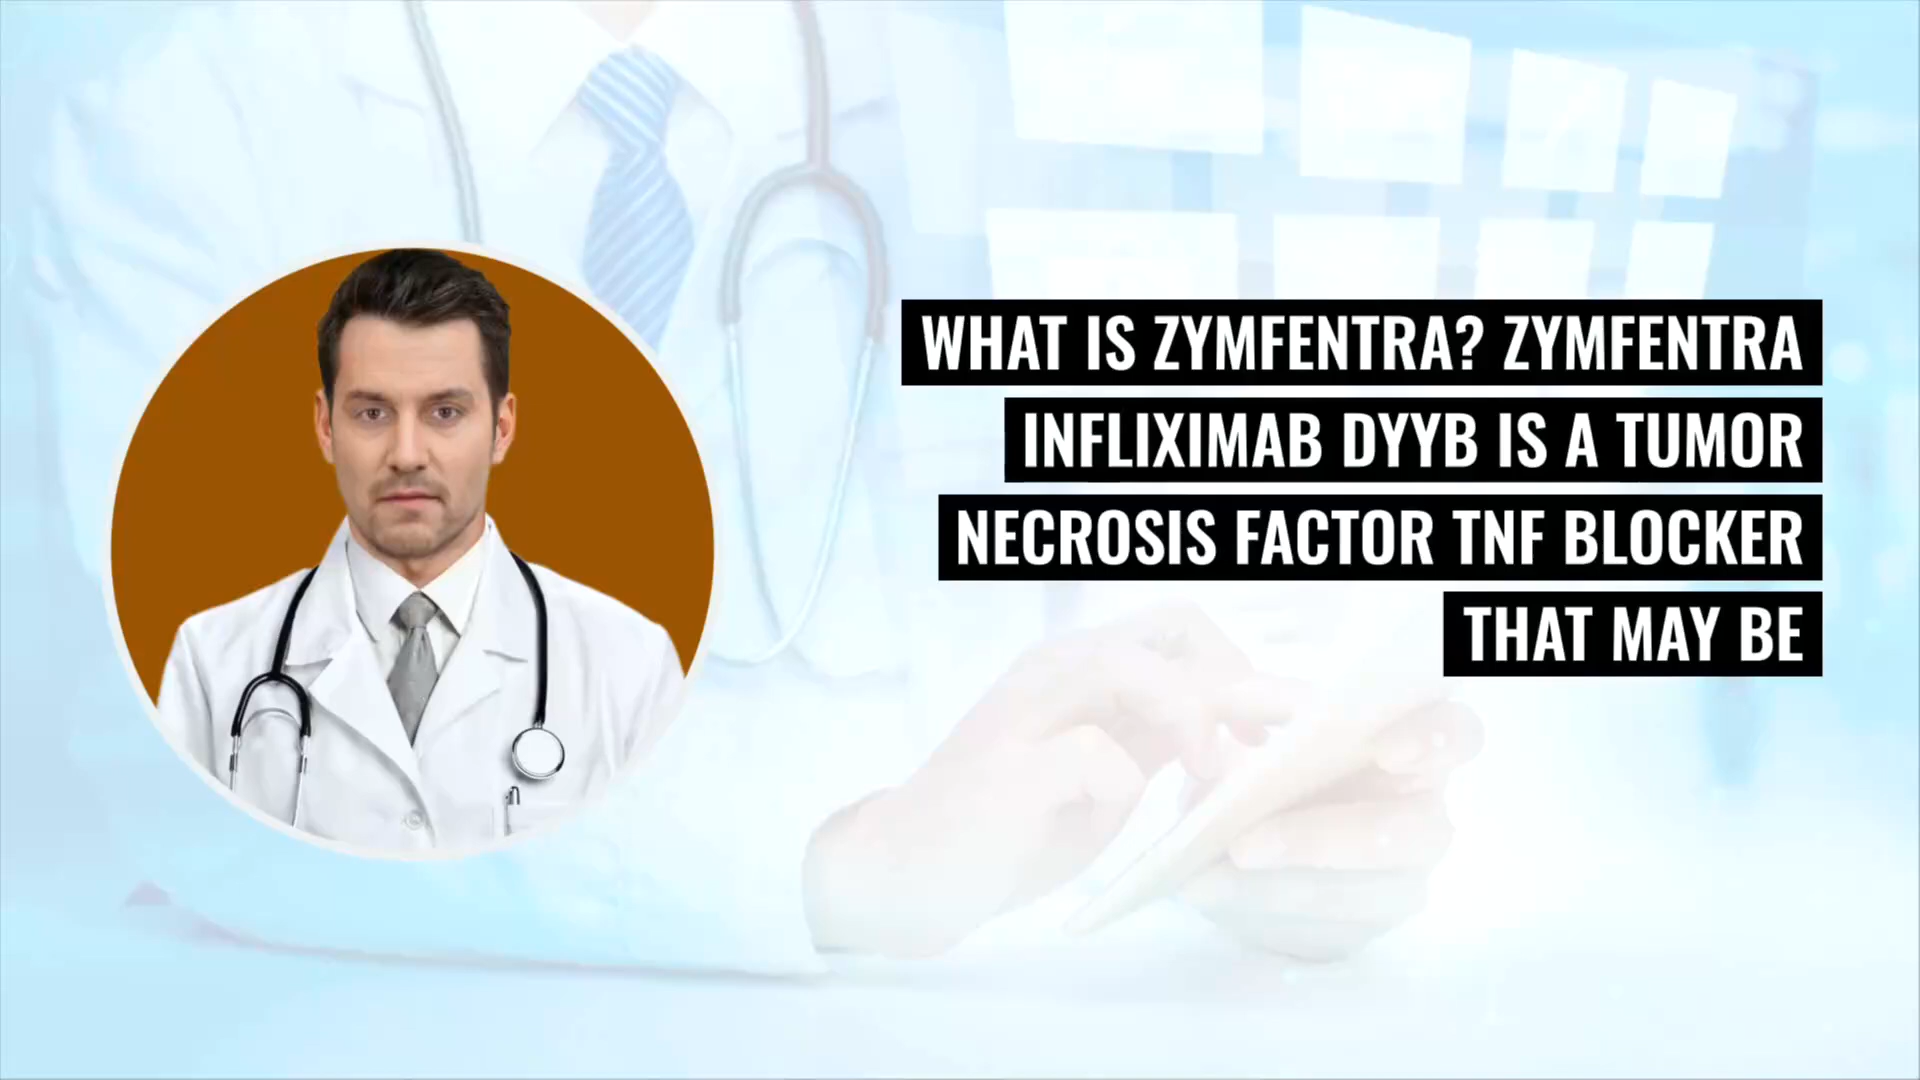 WHAT IS ZYMFENTRA? ZYMFENTRA
INFLIXIMAB DYYB IS A TUMOR
NECROSIS FACTOR TNF BLOCKER
THAT MAY BE